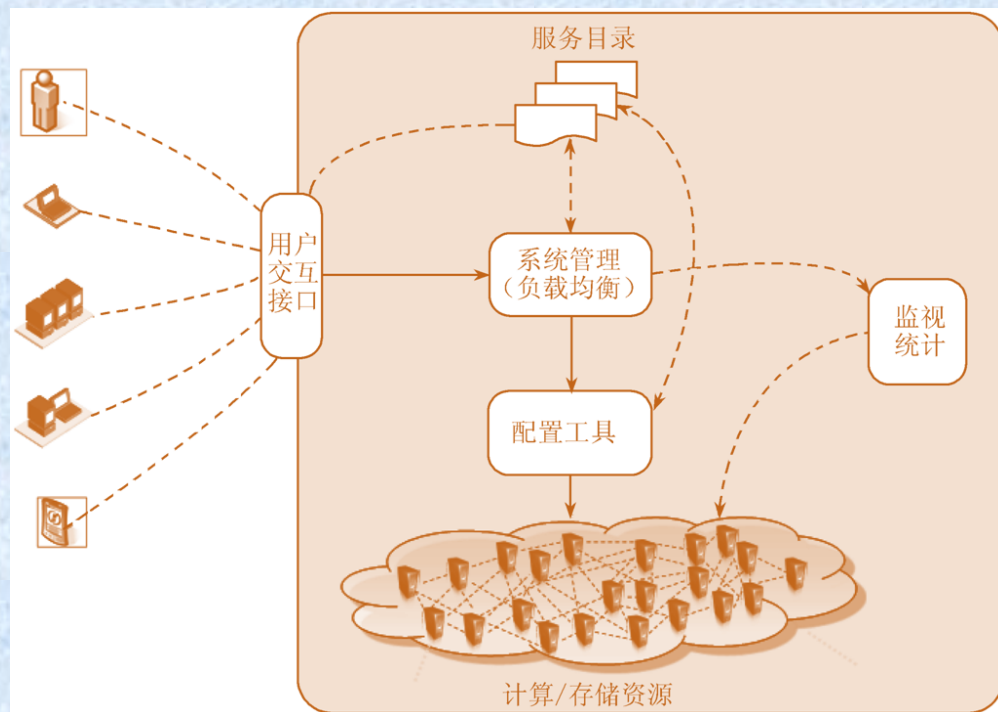 服务目录
用户
交互
接口
系统管理
（负载均衡）
监视
统计
配置工具
计算/存储资源